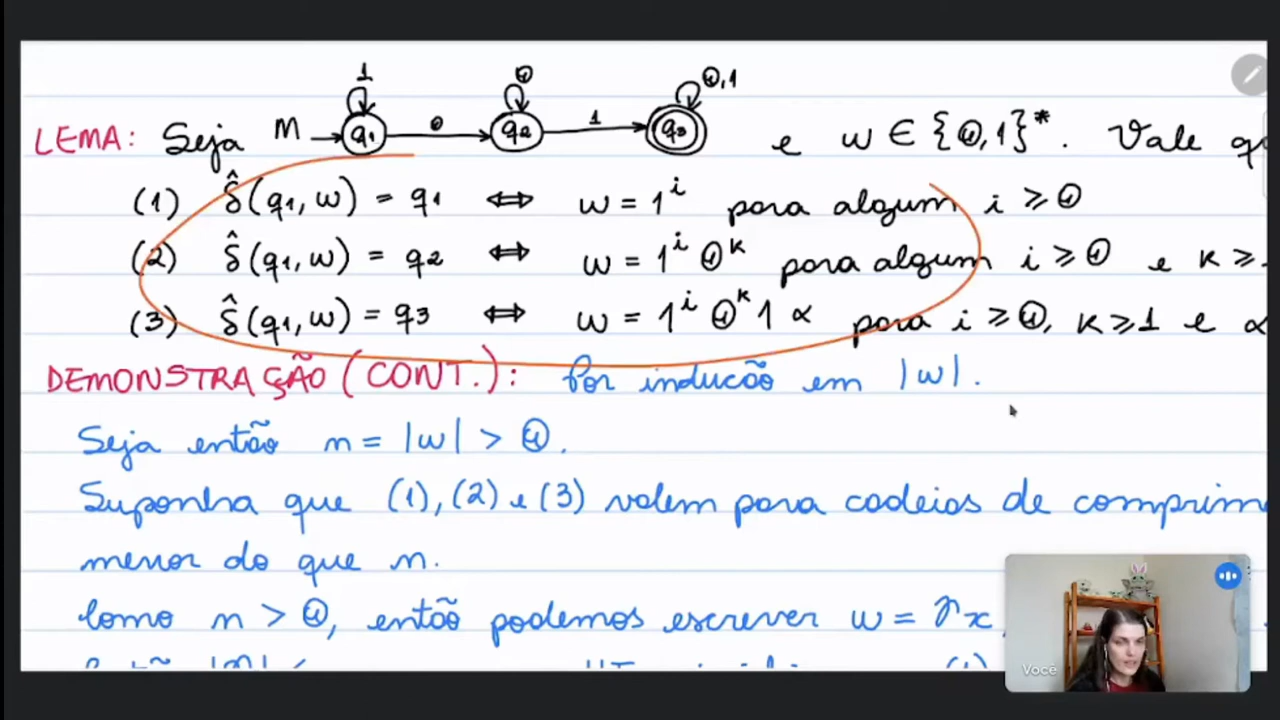 1 0 0,1
LEMA: Seja M q1 0 q2 1 q3 e w ∈ {0,1}*. Vale
(1) δ̂(q1, w) = q1 ⟺ w = 1^i para algum i ≥ 0
(2) δ̂(q1, w) = q2 ⟺ w = 1^i 0^k para algum i ≥ 0 e k ≥
(3) δ̂(q1, w) = q3 ⟺ w = 1^i 0^k 1 α para i ≥ 0, k ≥ 1 e α
DEMONSTRAÇÃO (CONT.): Por indução em |w|.
Seja então n = |w| > 0.
Suponha que (1), (2) e (3) valem para cadeias de
menor do que n.
Como n > 0, então podemos escrever w =
Você